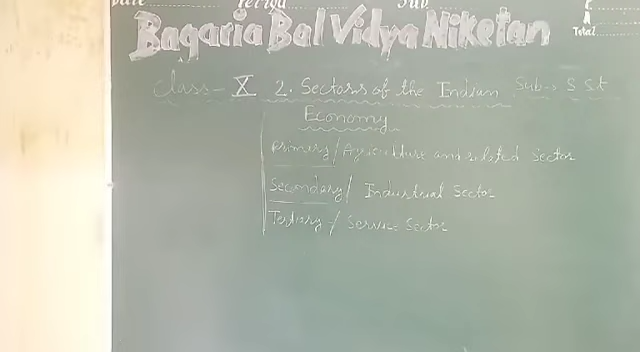 Date Period Sub
A
Total
Bagaria Bal Vidya Niketan
Class - X 2. Sectors of the Indian Sub -> S St
Economy
Primary / Agriculture and related sector
Secondary / Industrial Sector
Tertiary / Service Sector